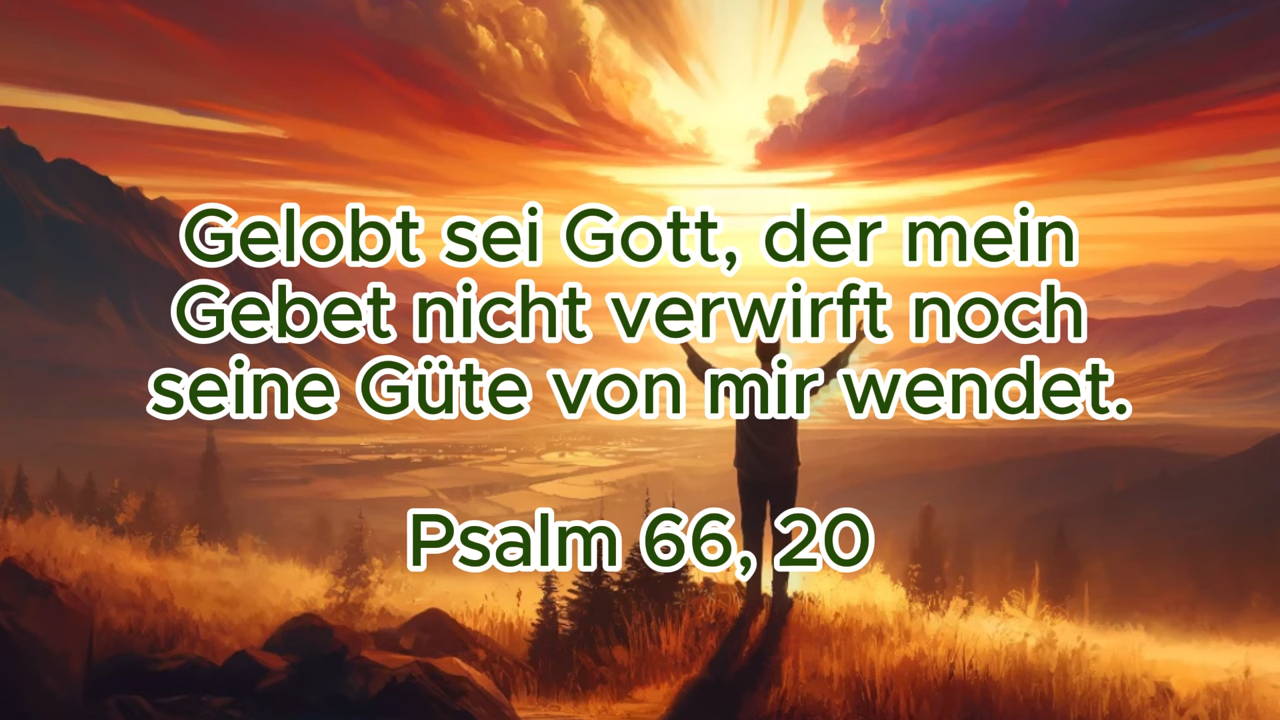 Gelobt sei Gott, der mein
Gebet nicht verwirft noch
seine Güte von mir wendet.
Psalm 66, 20